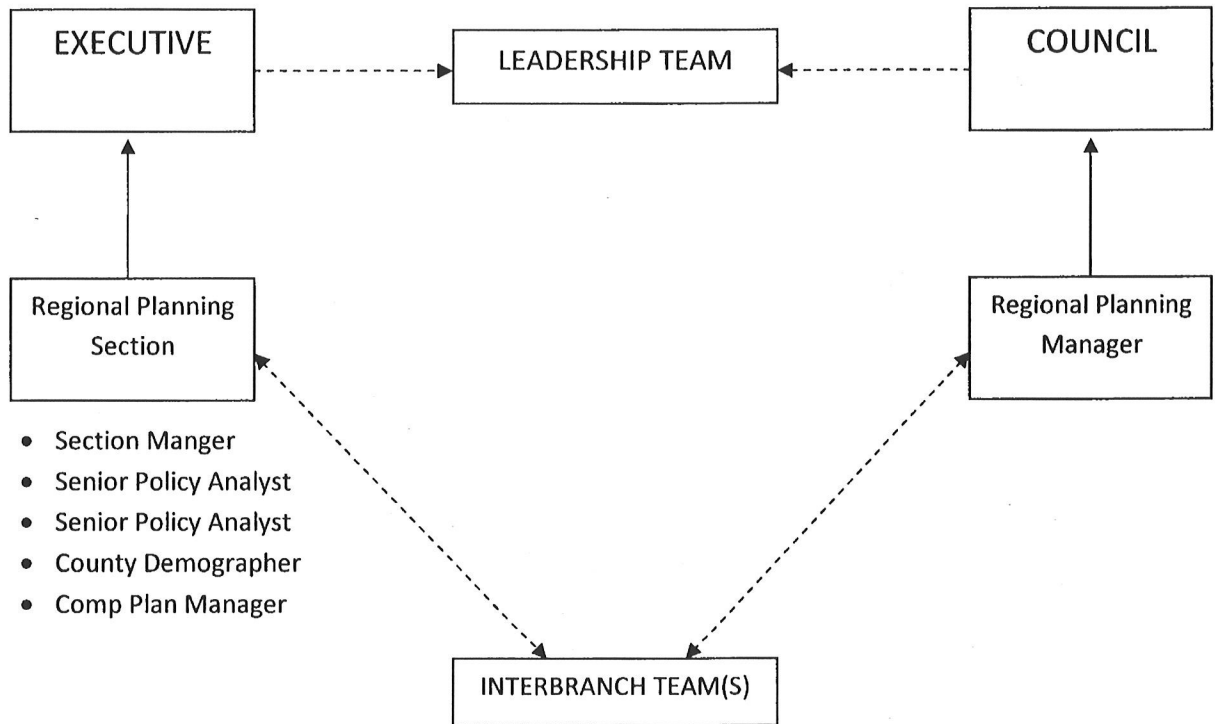 EXECUTIVE
LEADERSHIP TEAM
COUNCIL
Regional Planning
Section
Regional Planning
Manager
• Section Manger
• Senior Policy Analyst
• Senior Policy Analyst
• County Demographer
• Comp Plan Manager
INTERBRANCH TEAM(S)